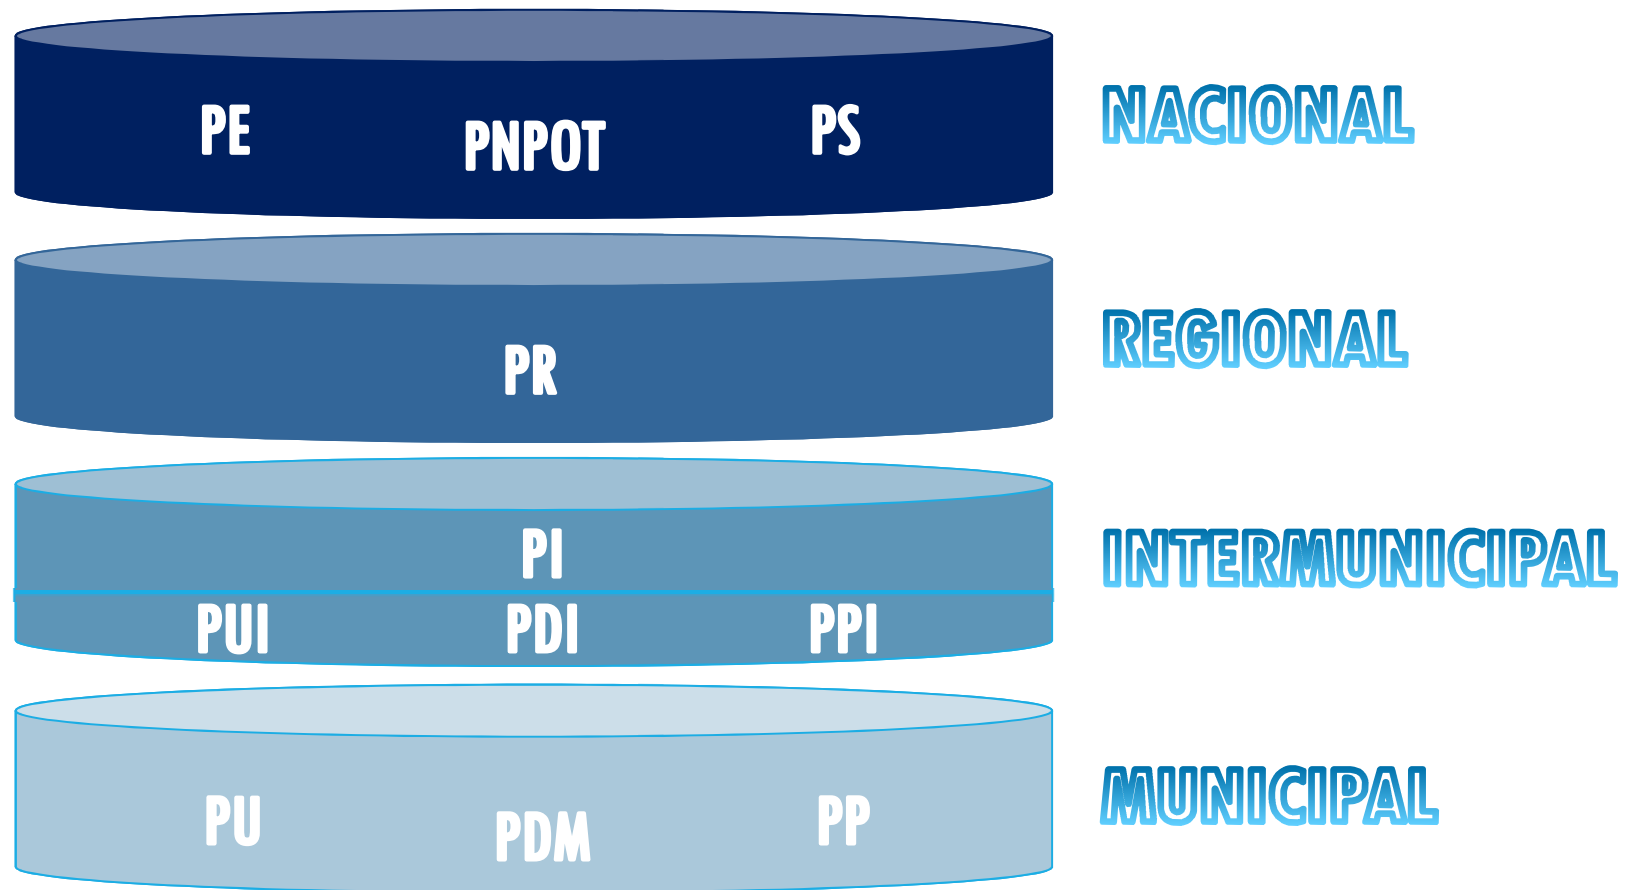 PE PNPOT PS NACIONAL
PR REGIONAL
PI
INTERMUNICIPAL
PUI PDI PPI
PU PDM PP MUNICIPAL